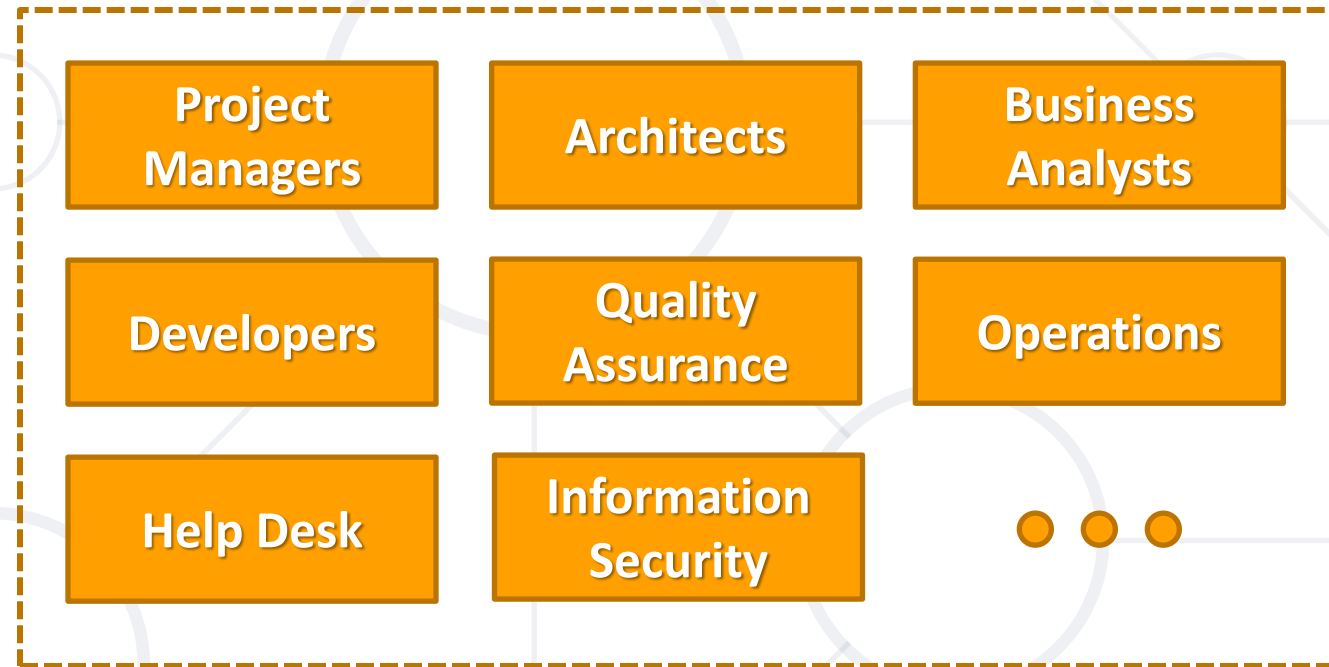 Project
Managers
Architects
Business
Analysts
Developers
Quality
Assurance
Operations
Help Desk
Information
Security